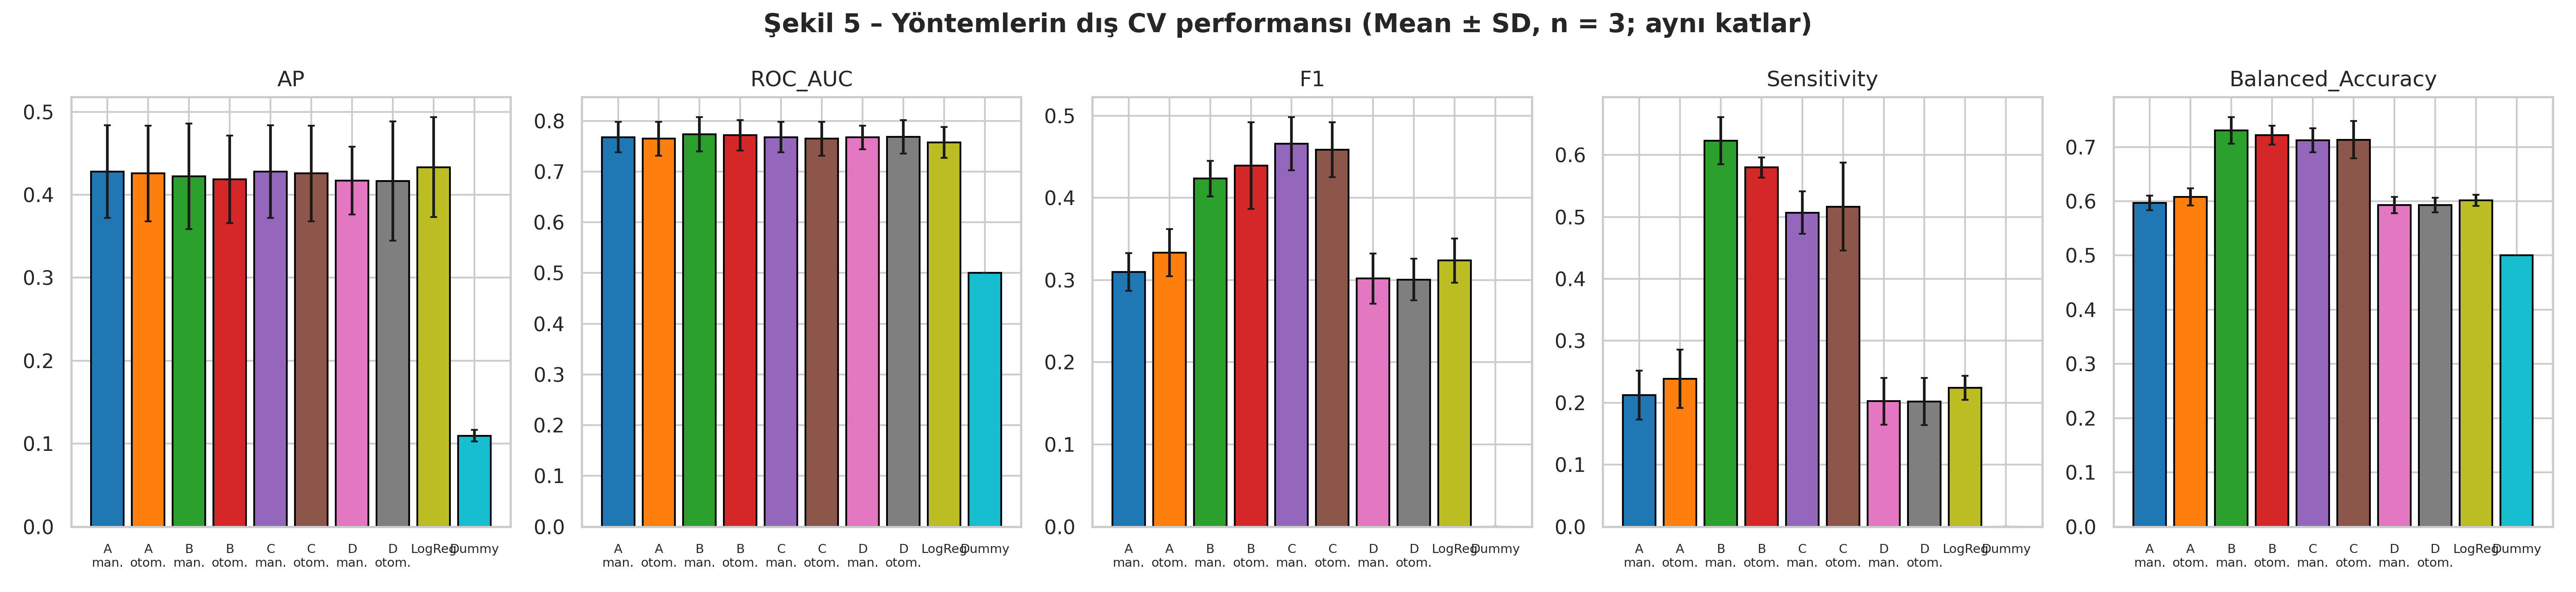 Şekil 5 – Yöntemlerin dış CV performansı (Mean ± SD, n = 3; aynı katlar)
AP
0.5
0.4
0.3
0.2
0.1
0.0
A man.
A otom.
B man.
B otom.
C man.
C otom.
D man.
D otom.
LogReg
Dummy
ROC_AUC
0.8
0.7
0.6
0.5
0.4
0.3
0.2
0.1
0.0
A man.
A otom.
B man.
B otom.
C man.
C otom.
D man.
D otom.
LogReg
Dummy
F1
0.5
0.4
0.3
0.2
0.1
0.0
A man.
A otom.
B man.
B otom.
C man.
C otom.
D man.
D otom.
LogReg
Dummy
Sensitivity
0.6
0.5
0.4
0.3
0.2
0.1
0.0
A man.
A otom.
B man.
B otom.
C man.
C otom.
D man.
D otom.
LogReg
Dummy
Balanced_Accuracy
0.7
0.6
0.5
0.4
0.3
0.2
0.1
0.0
A man.
A otom.
B man.
B otom.
C man.
C otom.
D man.
D otom.
LogReg
Dummy